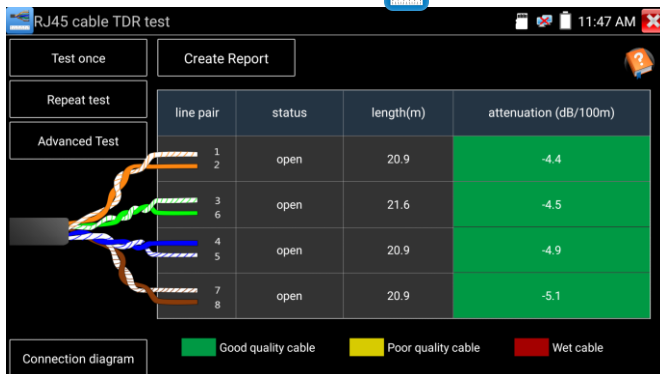 RJ45 cable TDR test
11:47 AM
Test once
Create Report
Repeat test
Advanced Test
line pair status length(m) attenuation (dB/100m)
1
2
open 20.9 -4.4
3
6
open 21.6 -4.5
4
5
open 20.9 -4.9
7
8
open 20.9 -5.1
Good quality cable Poor quality cable Wet cable
Connection diagram